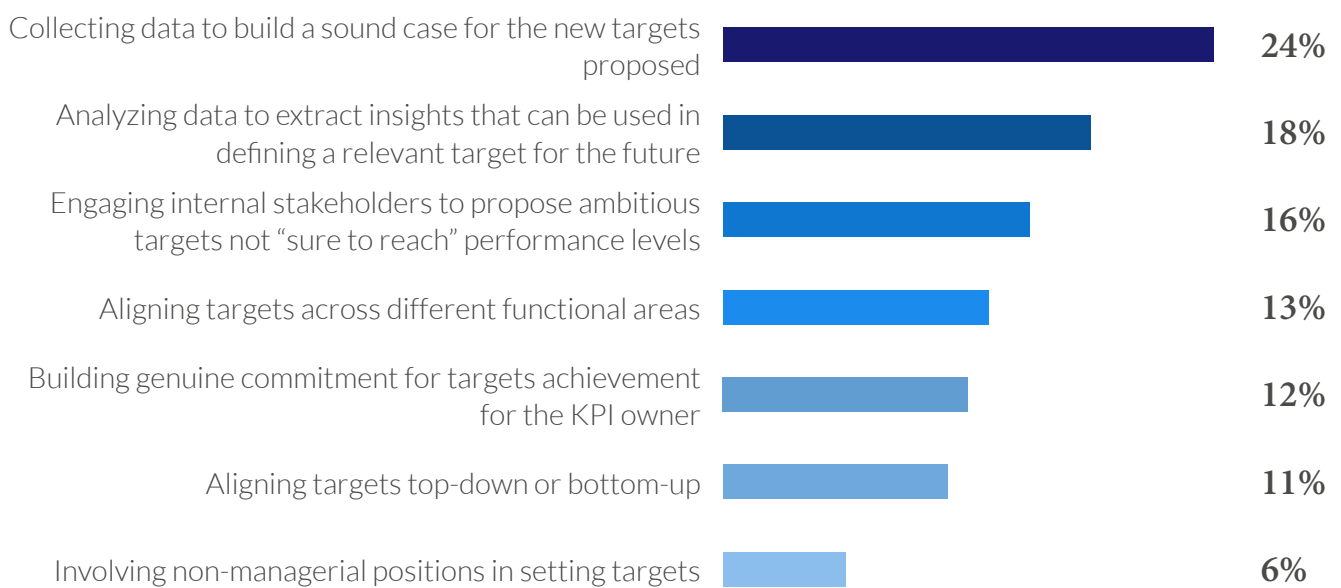 Collecting data to build a sound case for the new targets
proposed
24%
Analyzing data to extract insights that can be used in
defining a relevant target for the future
18%
Engaging internal stakeholders to propose ambitious
targets not “sure to reach” performance levels
16%
Aligning targets across different functional areas
13%
Building genuine commitment for targets achievement
for the KPI owner
12%
Aligning targets top-down or bottom-up
11%
Involving non-managerial positions in setting targets
6%